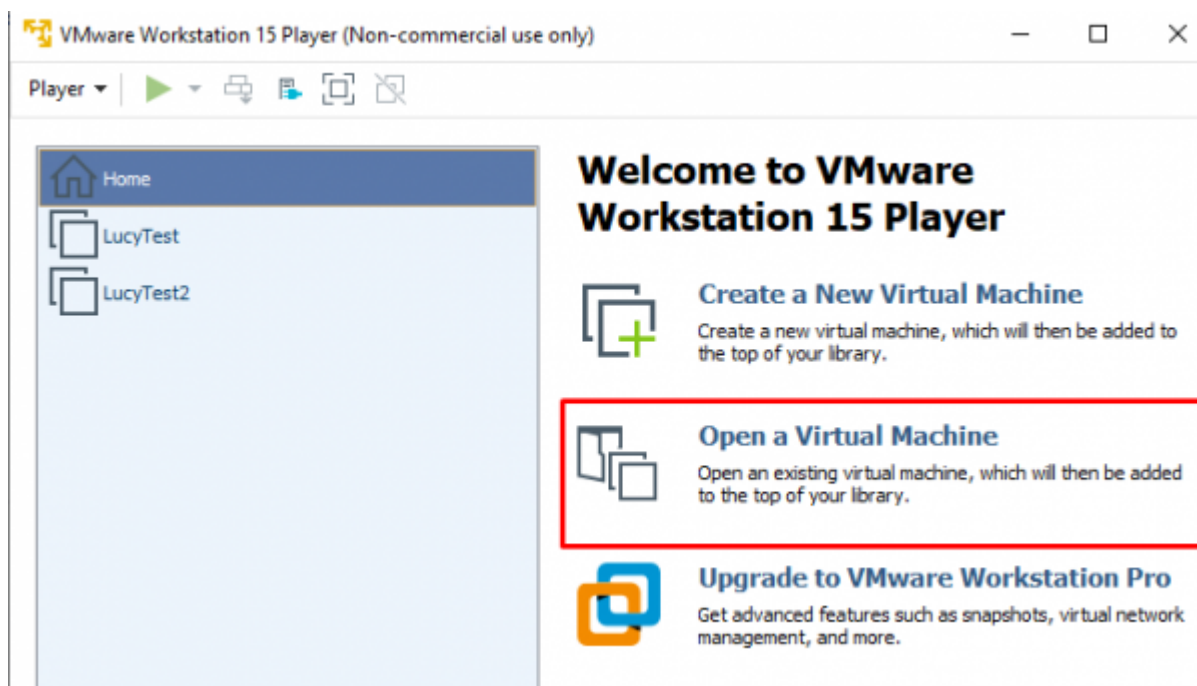 VMware Workstation 15 Player (Non-commercial use only)
Player
Home
LucyTest
LucyTest2
Welcome to VMware
Workstation 15 Player
Create a New Virtual Machine
Create a new virtual machine, which will then be added to
the top of your library.
Open a Virtual Machine
Open an existing virtual machine, which will then be added
to the top of your library.
Upgrade to VMware Workstation Pro
Get advanced features such as snapshots, virtual network
management, and more.